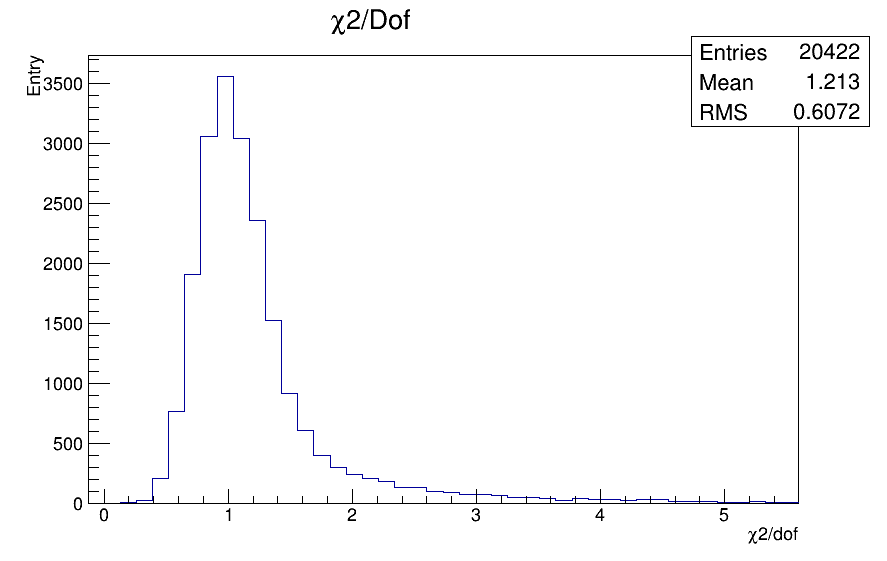 χ2/Dof
Entries 20422
Mean 1.213
RMS 0.6072
Entry
3500
3000
2500
2000
1500
1000
500
0
0 1 2 3 4 5
χ2/dof